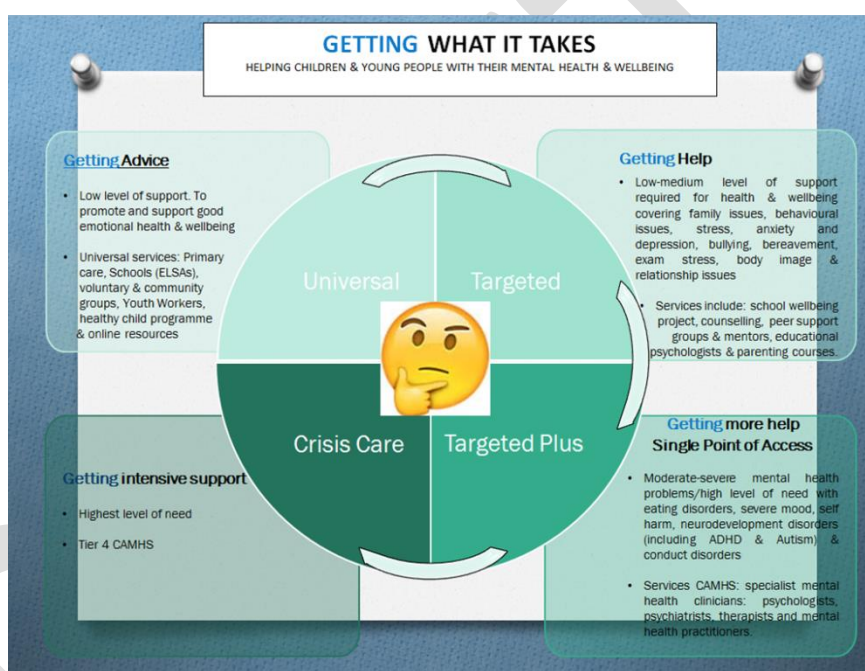 GETTING WHAT IT TAKES
HELPING CHILDREN & YOUNG PEOPLE WITH THEIR MENTAL HEALTH & WELLBEING
Getting Advice
• Low level of support. To
promote and support good
emotional health & wellbeing
• Universal services: Primary
care, Schools (ELSAs),
voluntary & community
groups, Youth Workers,
healthy child programme
& online resources
Getting Help
• Low-medium level of support
required for health & wellbeing
covering family issues, behavioural
issues, stress, anxiety and
depression, bullying, bereavement,
exam stress, body image &
relationship issues
• Services include: school wellbeing
project, counselling, peer support
groups & mentors, educational
psychologists & parenting courses.
Universal
Targeted
Crisis Care
Targeted Plus
Getting intensive support
• Highest level of need
• Tier 4 CAMHS
Getting more help
Single Point of Access
• Moderate-severe mental health
problems/high level of need with
eating disorders, severe mood, self
harm, neurodevelopment disorders
(including ADHD & Autism) &
conduct disorders
• Services CAMHS: specialist mental
health clinicians: psychologists,
psychiatrists, therapists and mental
health practitioners.